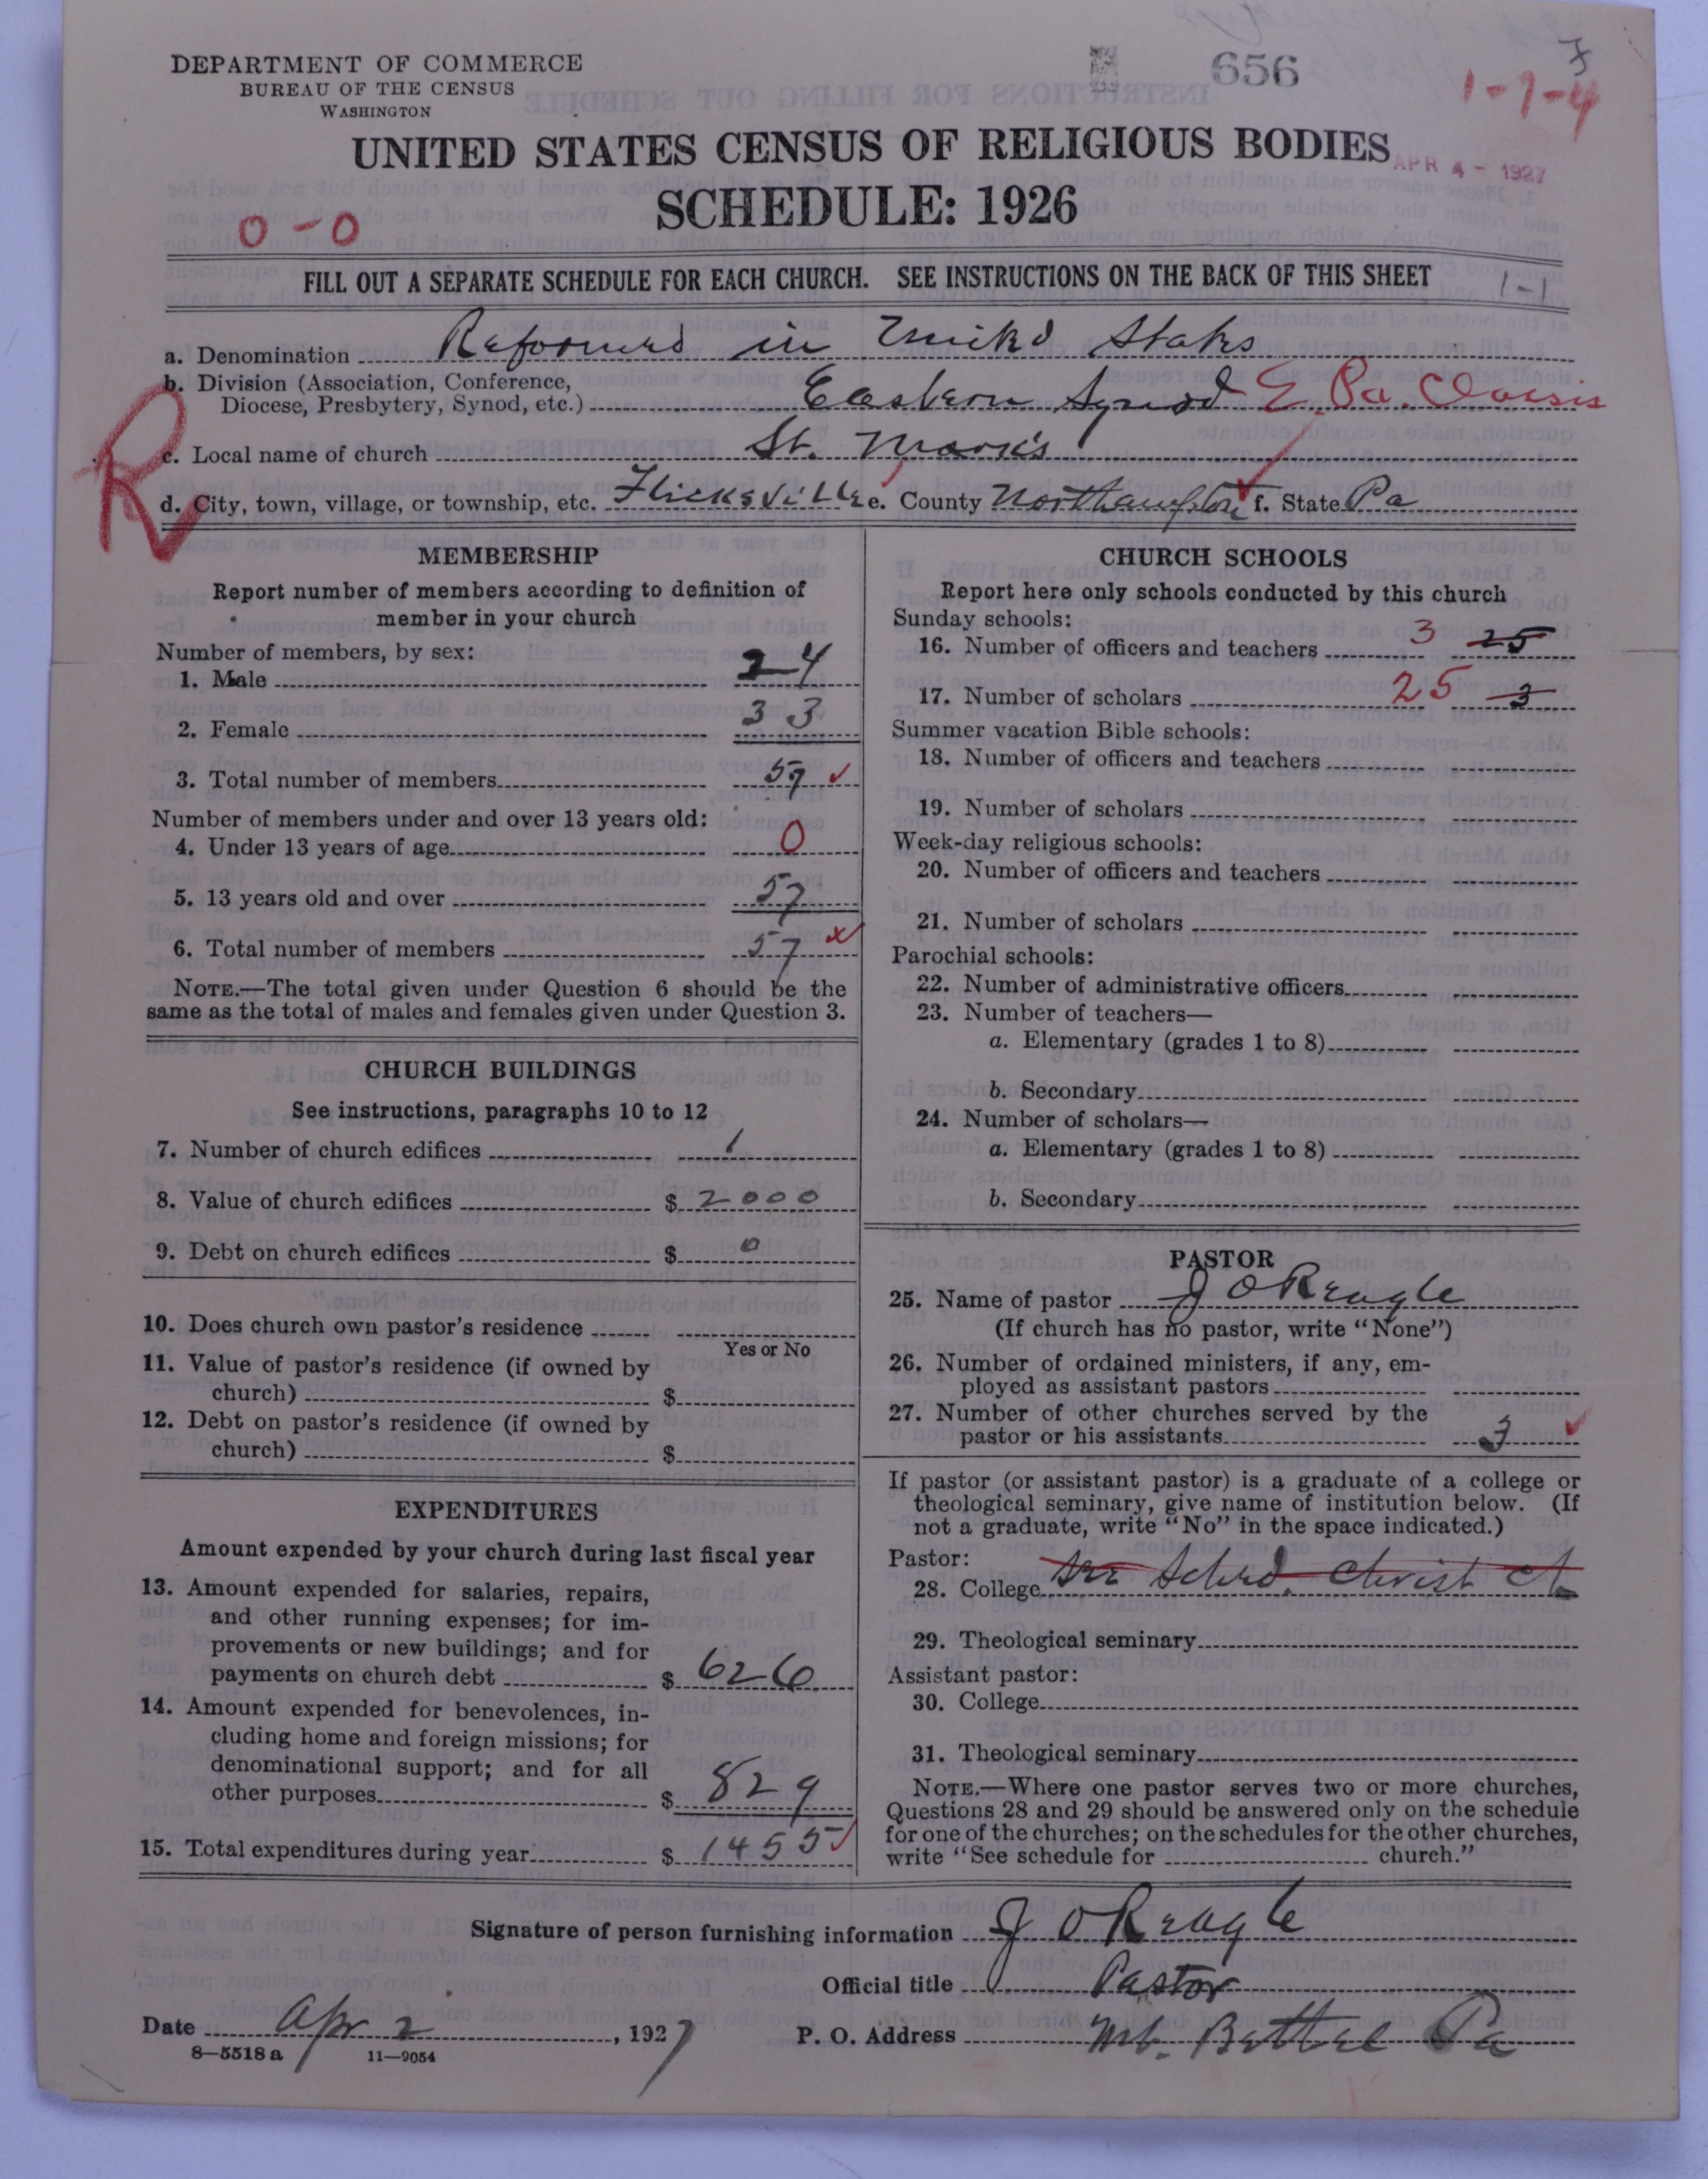 DEPARTMENT OF COMMERCE
BUREAU OF THE CENSUS
WASHINGTON
656
1-7-4
UNITED STATES CENSUS OF RELIGIOUS BODIES
APR 4 - 1927
SCHEDULE: 1926
0-0
FILL OUT A SEPARATE SCHEDULE FOR EACH CHURCH. SEE INSTRUCTIONS ON THE BACK OF THIS SHEET
1-1
a. Denomination Reformed in United States
b. Division (Association, Conference,
Diocese, Presbytery, Synod, etc.) Eastern Synod E. Pa. Classis
R
c. Local name of church St. Mark's
d. City, town, village, or township, etc. Flicksville e. County Northampton f. State Pa
MEMBERSHIP
Report number of members according to definition of
member in your church
Number of members, by sex:
1. Male 24
2. Female 33
3. Total number of members 57
Number of members under and over 13 years old:
4. Under 13 years of age 0
5. 13 years old and over 57
6. Total number of members 57
NOTE.—The total given under Question 6 should be the
same as the total of males and females given under Question 3.
CHURCH BUILDINGS
See instructions, paragraphs 10 to 12
7. Number of church edifices 1
8. Value of church edifices $ 2000
9. Debt on church edifices $ 0
10. Does church own pastor's residence
Yes or No
11. Value of pastor's residence (if owned by
church) $
12. Debt on pastor's residence (if owned by
church) $
EXPENDITURES
Amount expended by your church during last fiscal year
13. Amount expended for salaries, repairs,
and other running expenses; for im-
provements or new buildings; and for
payments on church debt $ 626
14. Amount expended for benevolences, in-
cluding home and foreign missions; for
denominational support; and for all
other purposes $ 829
15. Total expenditures during year $ 1455
CHURCH SCHOOLS
Report here only schools conducted by this church
Sunday schools:
16. Number of officers and teachers 3 25
17. Number of scholars 25 3
Summer vacation Bible schools:
18. Number of officers and teachers
19. Number of scholars
Week-day religious schools:
20. Number of officers and teachers
21. Number of scholars
Parochial schools:
22. Number of administrative officers
23. Number of teachers—
a. Elementary (grades 1 to 8)
b. Secondary
24. Number of scholars—
a. Elementary (grades 1 to 8)
b. Secondary
PASTOR
25. Name of pastor J O Reagle
(If church has no pastor, write "None")
26. Number of ordained ministers, if any, em-
ployed as assistant pastors
27. Number of other churches served by the
pastor or his assistants 3
If pastor (or assistant pastor) is a graduate of a college or
theological seminary, give name of institution below. (If
not a graduate, write "No" in the space indicated.)
Pastor:
28. College See Sched. Christ Ch
29. Theological seminary
Assistant pastor:
30. College
31. Theological seminary
NOTE.—Where one pastor serves two or more churches,
Questions 28 and 29 should be answered only on the schedule
for one of the churches; on the schedules for the other churches,
write "See schedule for church."
Signature of person furnishing information J O Reagle
Official title Pastor
Date Apr 2, 1927 P. O. Address Mt. Bethel Pa
8—5518 a 11—9054